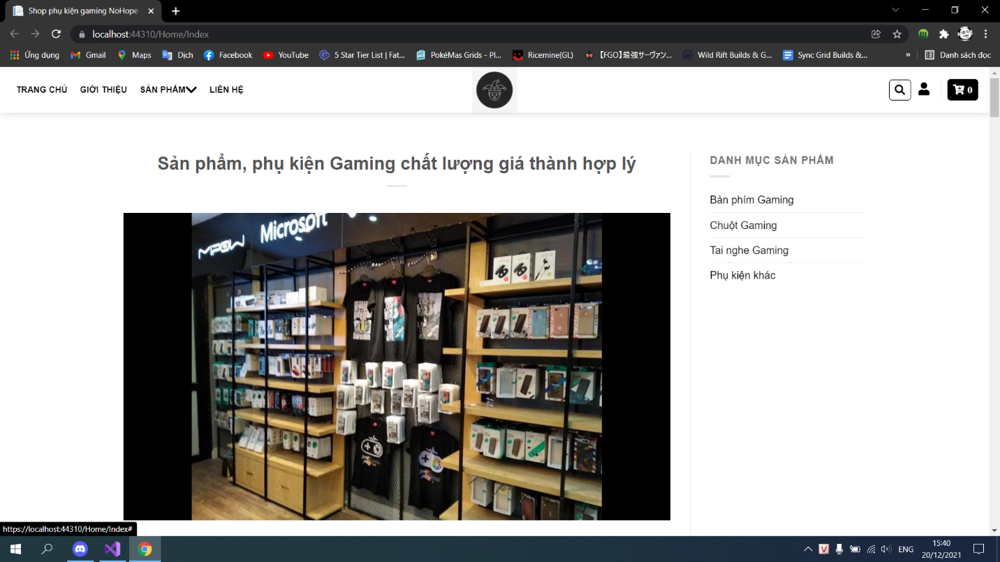 Shop phụ kiện gaming NoHope
localhost:44310/Home/Index
Ứng dụng
Gmail
Maps
Dịch
Facebook
YouTube
5 Star Tier List | Fat...
PokéMas Grids - Pl...
Ricemine(GL)
【FGO】最強サーヴァン...
Wild Rift Builds & G...
Sync Grid Builds &...
»
Danh sách đọc
TRANG CHỦ
GIỚI THIỆU
SẢN PHẨM
LIÊN HỆ
0
Sản phẩm, phụ kiện Gaming chất lượng giá thành hợp lý
MIPOW
Microsoft
DANH MỤC SẢN PHẨM
Bàn phím Gaming
Chuột Gaming
Tai nghe Gaming
Phụ kiện khác
https://localhost:44310/Home/Index#
ENG
15:40
20/12/2021